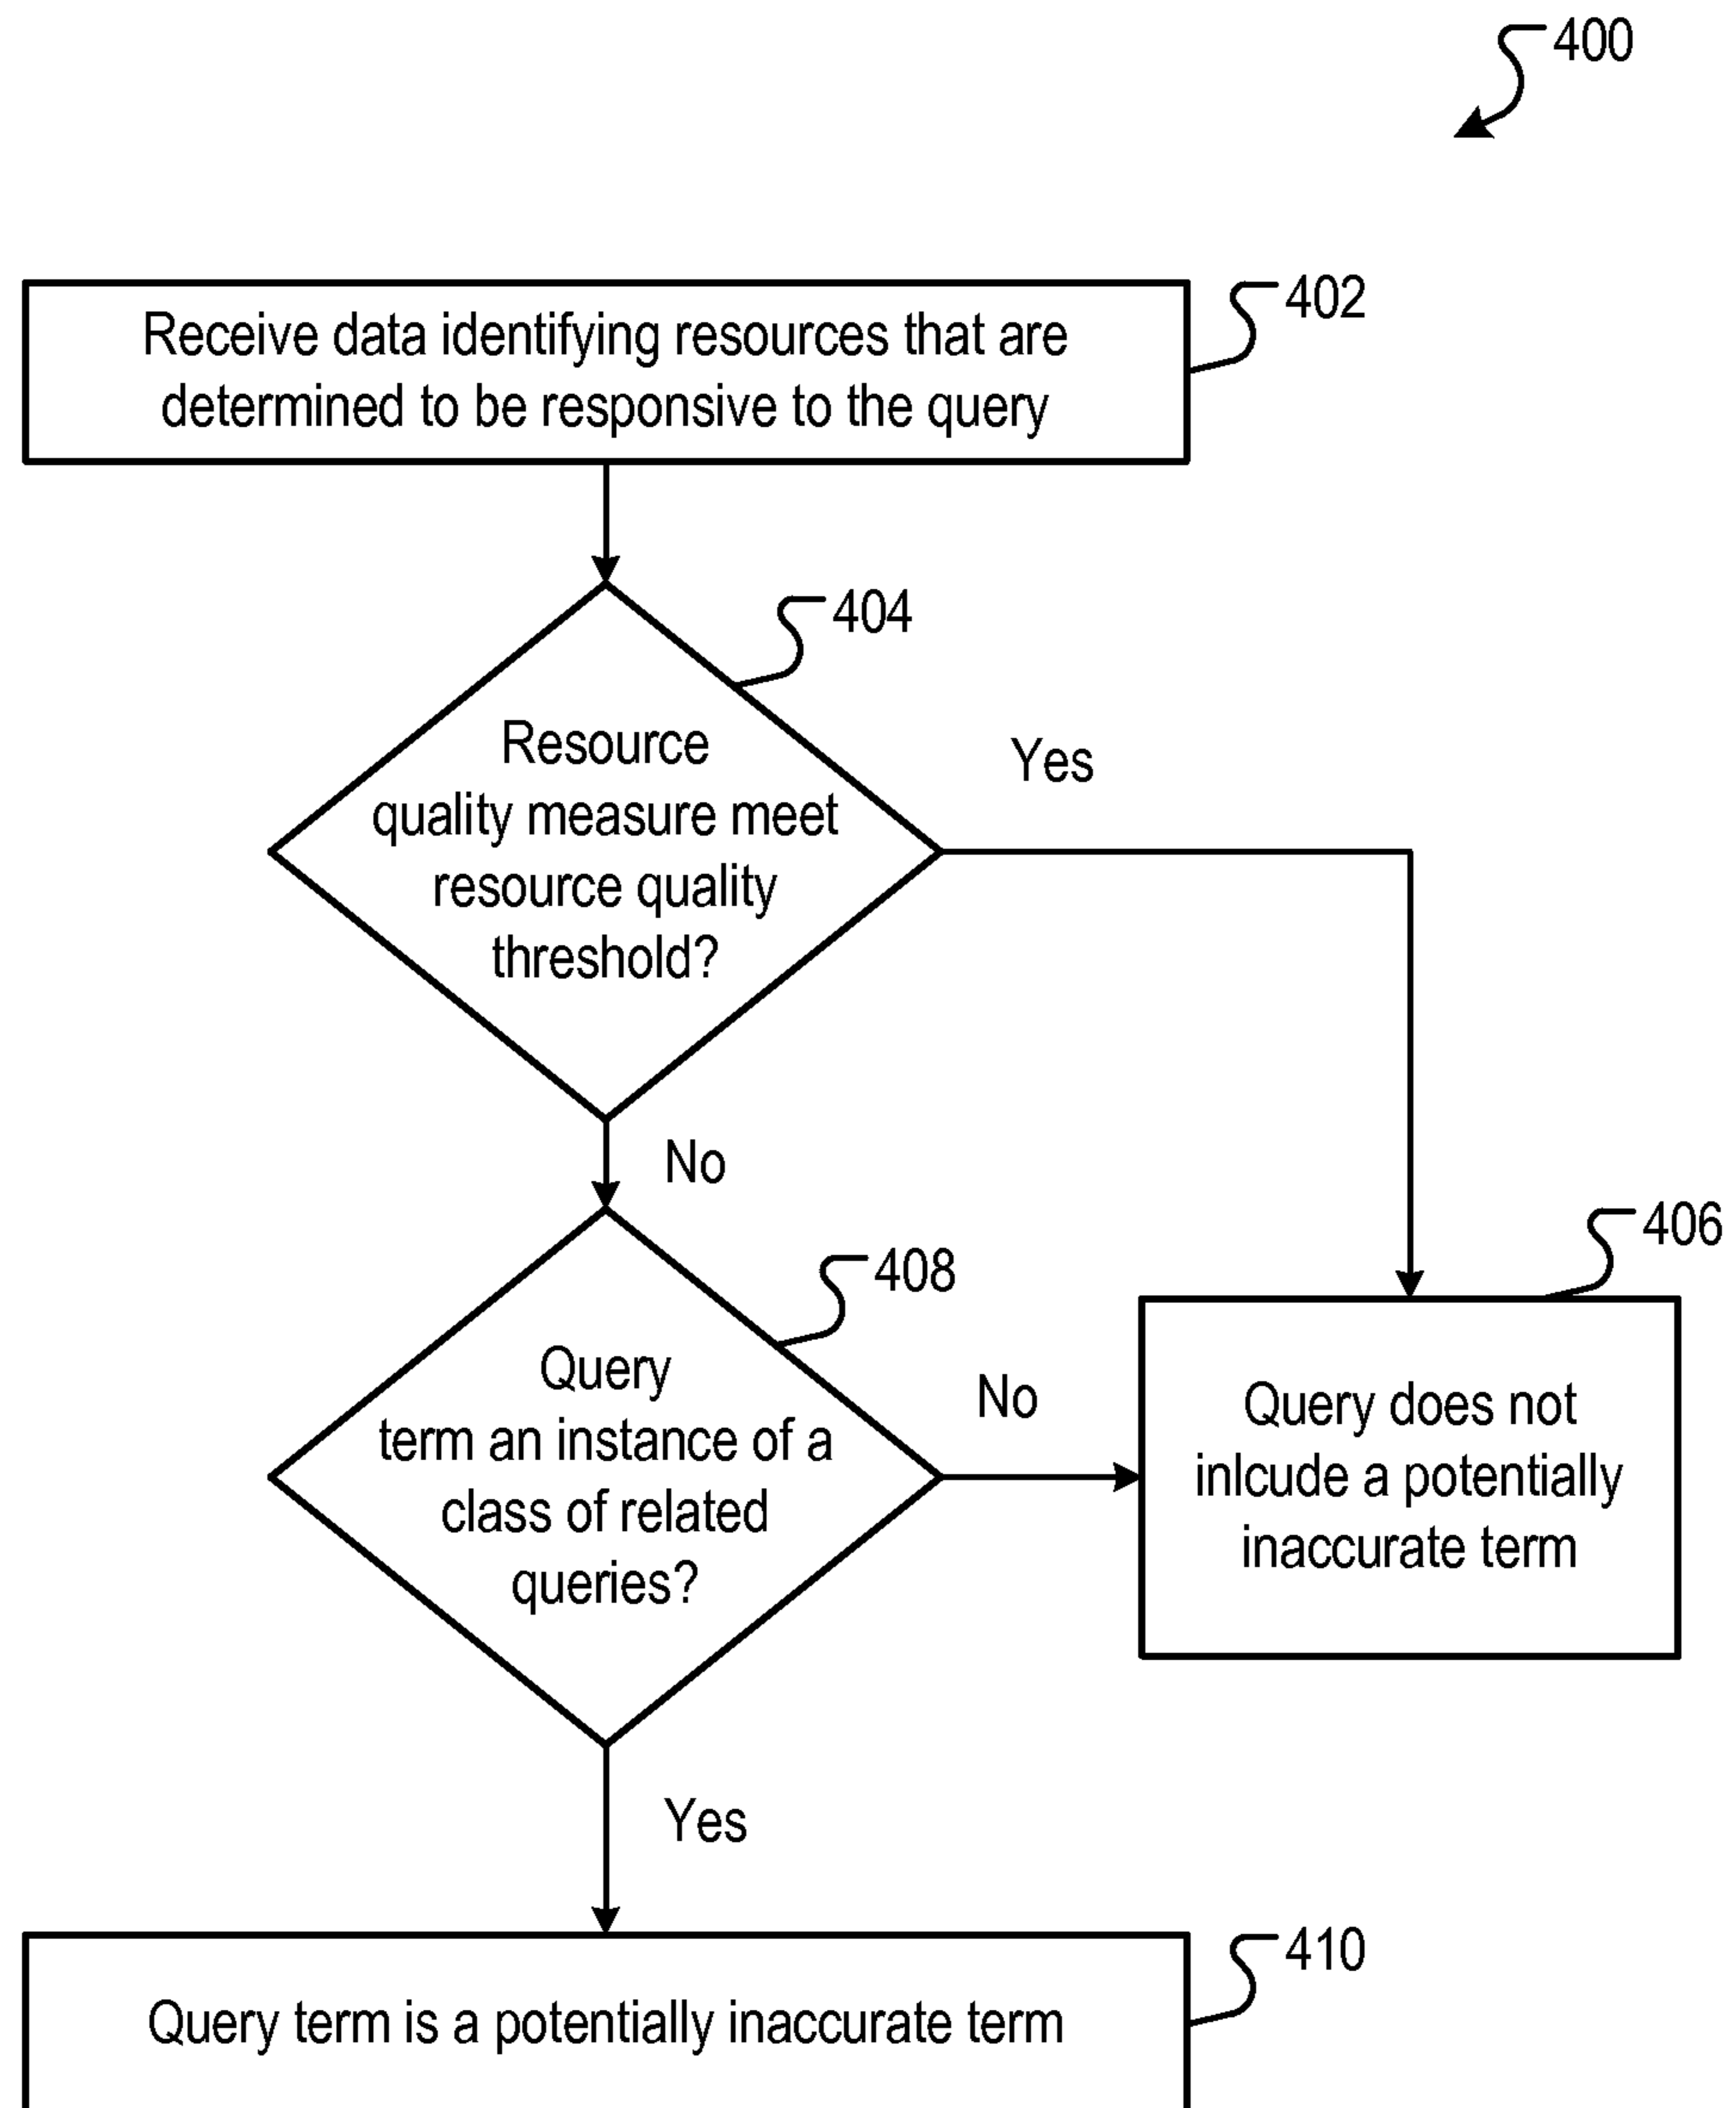 400
Receive data identifying resources that are
determined to be responsive to the query
402
404
Resource
quality measure meet
resource quality
threshold?
Yes
No
406
408
Query
term an instance of a
class of related
queries?
No
Query does not
inlcude a potentially
inaccurate term
Yes
410
Query term is a potentially inaccurate term